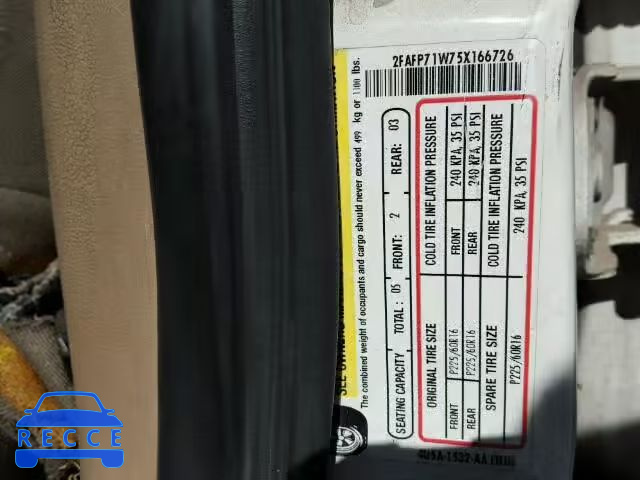 The combined weight of occupants and cargo should never exceed 499 kg or 1100 lbs.
SEATING CAPACITY TOTAL: 05 FRONT: 2 REAR: 03
ORIGINAL TIRE SIZE COLD TIRE INFLATION PRESSURE
FRONT P225/60R16 FRONT 240 KPA, 35 PSI
REAR P225/60R16 REAR 240 KPA, 35 PSI
SPARE TIRE SIZE COLD TIRE INFLATION PRESSURE
P225/60R16 240 KPA, 35 PSI
2FAFP71W75X166726
RECCE